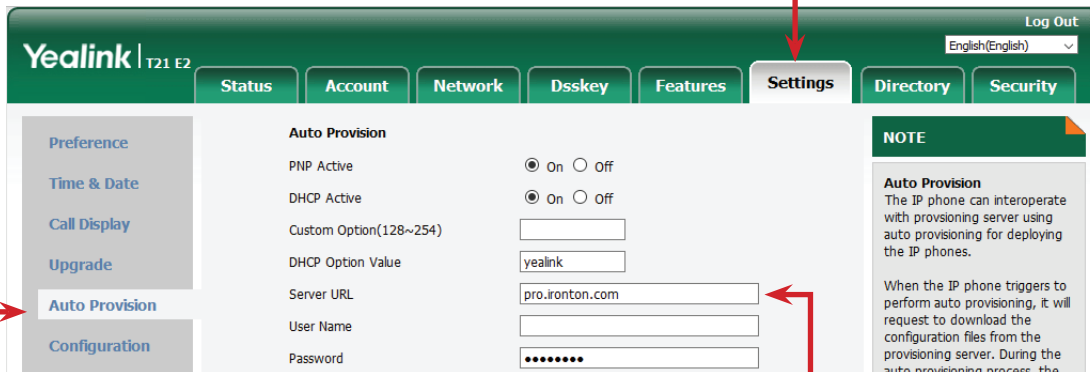 Log Out
Yealink | T21 E2
English(English)
Status Account Network Dsskey Features Settings Directory Security
Preference
Time & Date
Call Display
Upgrade
Auto Provision
Configuration
Auto Provision
PNP Active On Off
DHCP Active On Off
Custom Option(128~254)
DHCP Option Value yealink
Server URL pro.ironton.com
User Name
Password ••••••••
NOTE
Auto Provision
The IP phone can interoperate
with provsioning server using
auto provisioning for deploying
the IP phones.
When the IP phone triggers to
perform auto provisioning, it will
request to download the
configuration files from the
provisioning server. During the
auto provisioning process, the